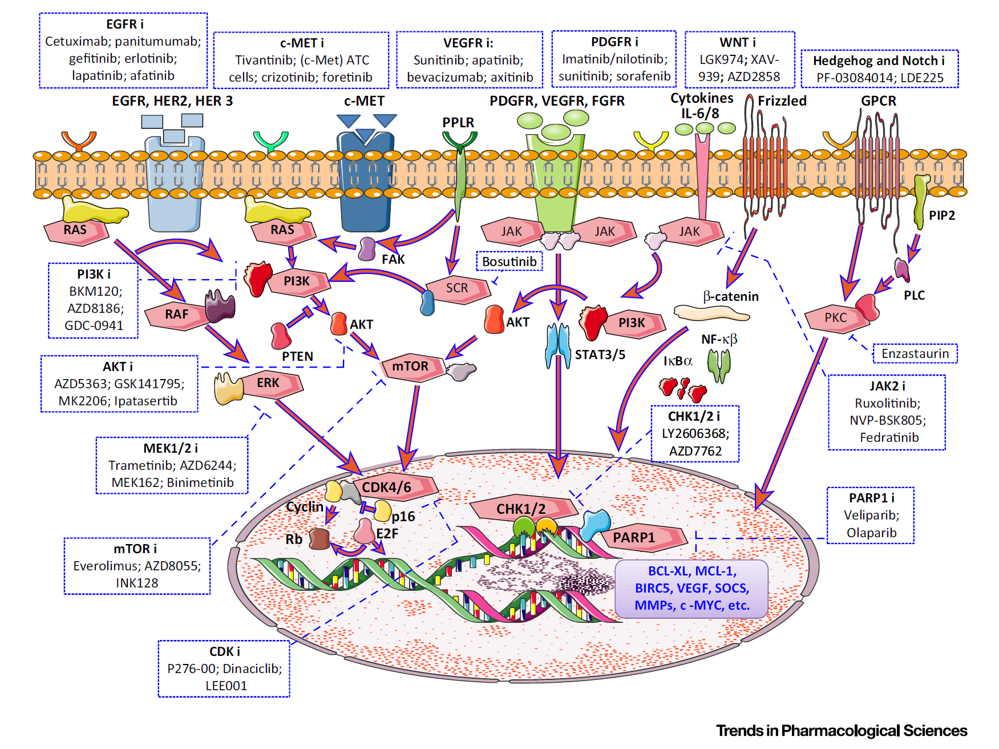 EGFR i
Cetuximab; panitumumab;
gefitinib; erlotinib;
lapatinib; afatinib
c-MET i
Tivantinib; (c-Met) ATC
cells; crizotinib; foretinib
VEGFR i:
Sunitinib; apatinib;
bevacizumab; axitinib
PDGFR i
Imatinib/nilotinib;
sunitinib; sorafenib
WNT i
LGK974; XAV-
939; AZD2858
Hedgehog and Notch i
PF-03084014; LDE225
EGFR, HER2, HER 3
c-MET
PPLR
PDGFR, VEGFR, FGFR
Cytokines
IL-6/8
Frizzled
GPCR
RAS
RAS
FAK
JAK
JAK
JAK
PIP2
PI3K i
BKM120;
AZD8186;
GDC-0941
PI3K
SCR
Bosutinib
β-catenin
PLC
RAF
AKT
PTEN
AKT
PI3K
STAT3/5
NF-κβ
IκBα
PKC
Enzastaurin
AKT i
AZD5363; GSK141795;
MK2206; Ipatasertib
ERK
mTOR
JAK2 i
Ruxolitinib;
NVP-BSK805;
Fedratinib
CHK1/2 i
LY2606368;
AZD7762
MEK1/2 i
Trametinib; AZD6244;
MEK162; Binimetinib
CDK4/6
Cyclin
p16
Rb
E2F
CHK1/2
PARP1
PARP1 i
Veliparib;
Olaparib
mTOR i
Everolimus; AZD8055;
INK128
BCL-XL, MCL-1,
BIRC5, VEGF, SOCS,
MMPs, c -MYC, etc.
CDK i
P276-00; Dinaciclib;
LEE001
Trends in Pharmacological Sciences